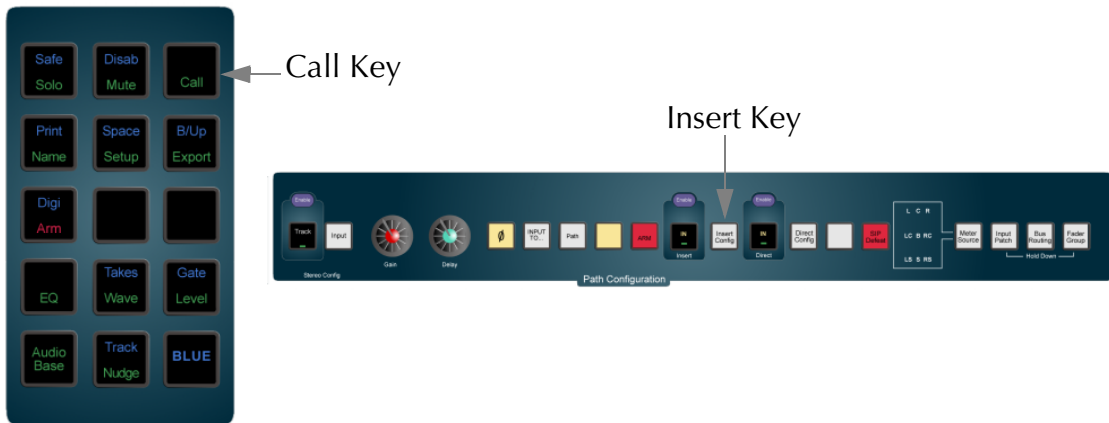 Safe
Solo
Disab
Mute
Call
Call Key
Print
Name
Space
Setup
B/Up
Export
Digi
Arm
EQ
Takes
Wave
Gate
Level
Audio
Base
Track
Nudge
BLUE
Insert Key
Enable
Track
Input
Stereo Config
Gain
Delay
Ø
INPUT
TO...
Path
ARM
Enable
IN
Insert
Insert
Config
Enable
IN
Direct
Direct
Config
SIP
Defeat
L C R
LC B RC
LS S RS
Meter
Source
Input
Patch
Bus
Routing
Fader
Group
Hold Down
Path Configuration